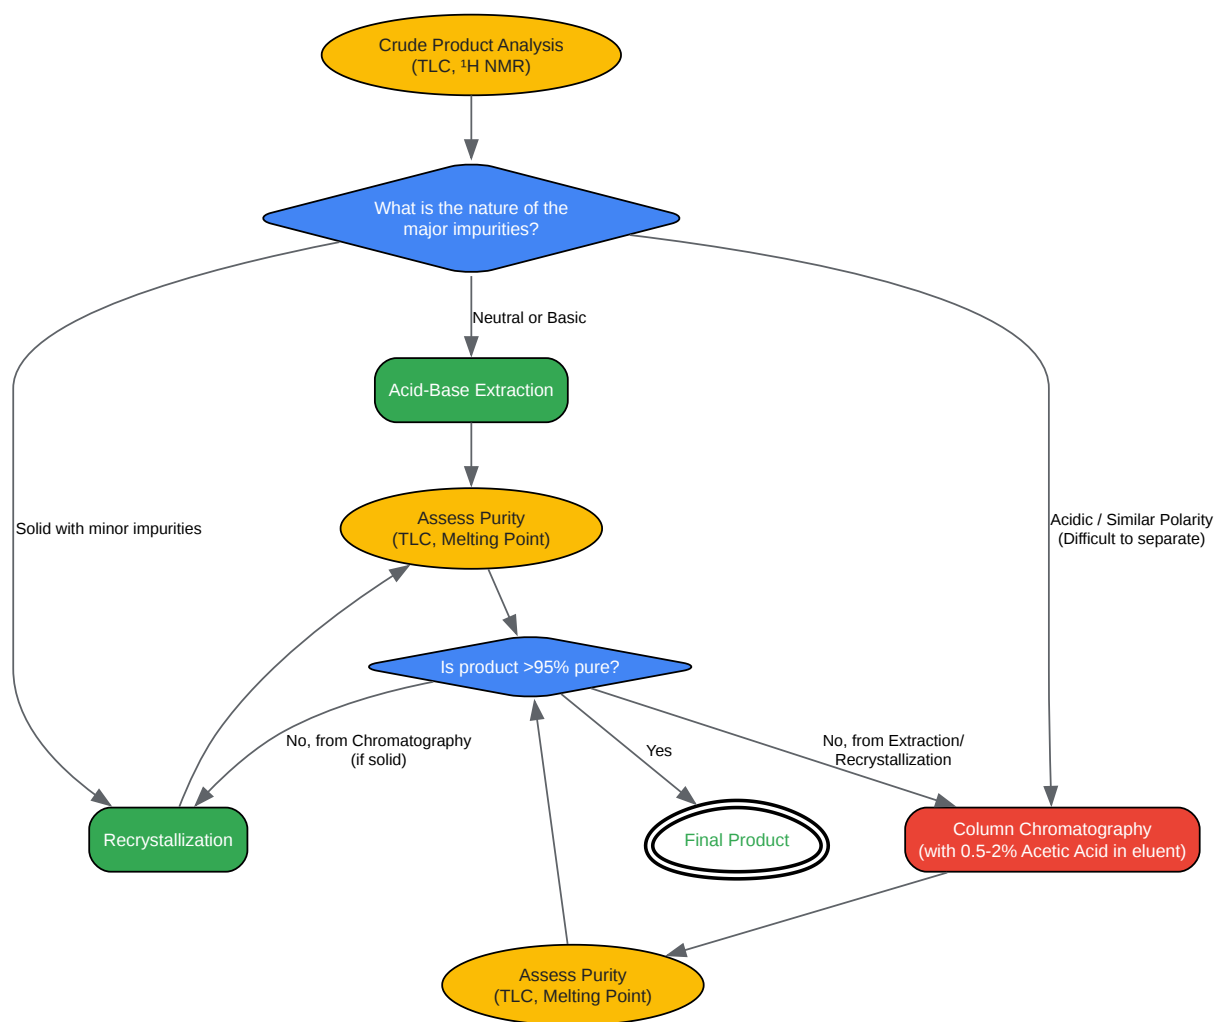 Crude Product Analysis
(TLC, ¹H NMR)
What is the nature of the
major impurities?
Neutral or Basic
Acid-Base Extraction
Assess Purity
(TLC, Melting Point)
Solid with minor impurities
Acidic / Similar Polarity
(Difficult to separate)
Is product >95% pure?
No, from Chromatography
(if solid)
Yes
No, from Extraction/
Recrystallization
Recrystallization
Final Product
Column Chromatography
(with 0.5-2% Acetic Acid in eluent)
Assess Purity
(TLC, Melting Point)